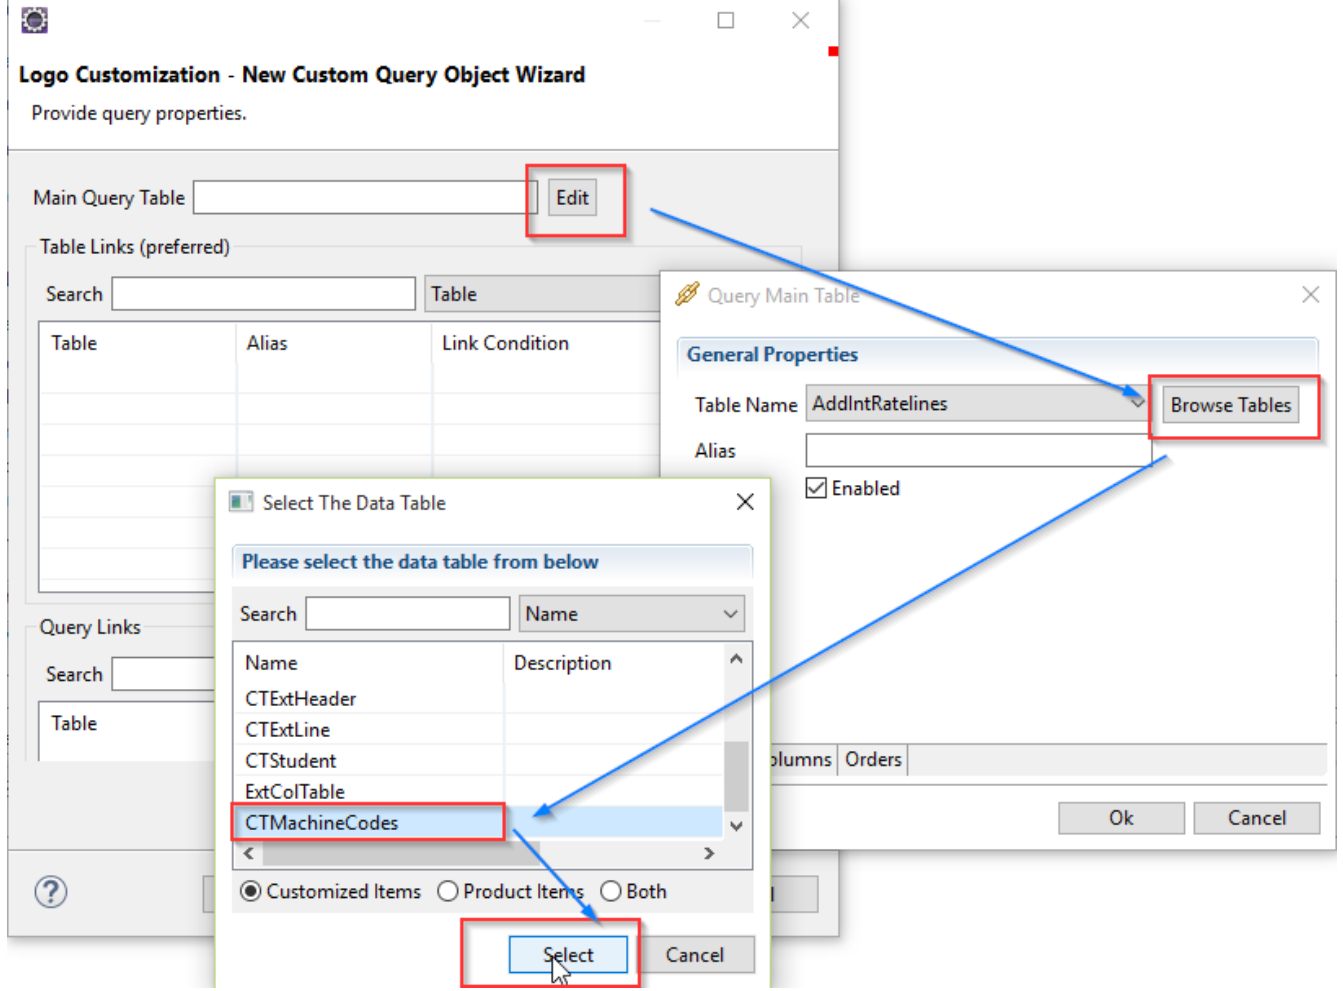 Logo Customization - New Custom Query Object Wizard
Provide query properties.
Main Query Table
Edit
Table Links (preferred)
Search
Table
Table Alias Link Condition
Query Main Table
General Properties
Table Name AddIntRatelines Browse Tables
Alias
Enabled
Orders
Ok Cancel
Select The Data Table
Please select the data table from below
Search Name
Name Description
CTExtHeader
CTExtLine
CTStudent
ExtColTable
CTMachineCodes
Customized Items Product Items Both
Select Cancel
Query Links
Search
Table